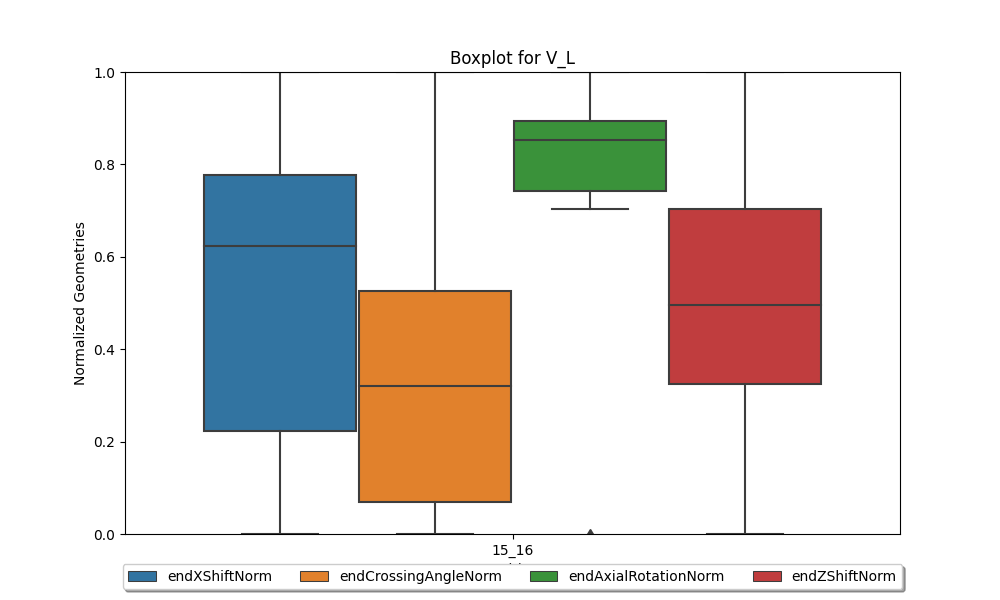 Boxplot for V_L
1.0
0.8
0.6
0.4
0.2
0.0
Normalized Geometries
15_16
endXShiftNorm endCrossingAngleNorm endAxialRotationNorm endZShiftNorm